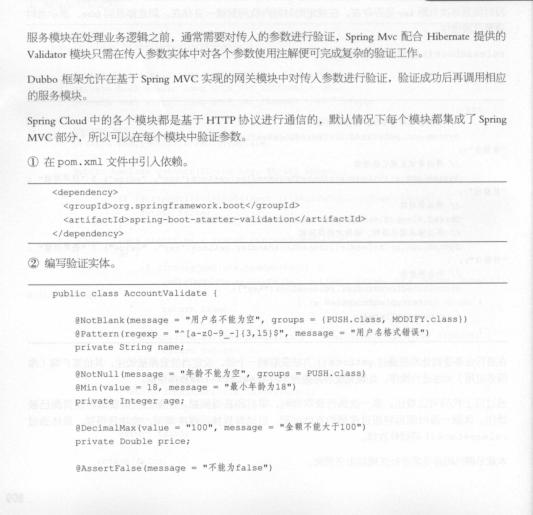 服务模块在处理业务逻辑之前，通常需要对传入的参数进行验证，Spring Mvc 配合 Hibernate 提供的
Validator 模块只需在传入参数实体中对各个参数使用注解便可完成复杂的验证工作。
Dubbo 框架允许在基于 Spring MVC 实现的网关模块中对传入参数进行验证，验证成功后再调用相应
的服务模块。
Spring Cloud 中的各个模块都是基于 HTTP 协议进行通信的，默认情况下每个模块都集成了 Spring
MVC 部分，所以可以在每个模块中验证参数。
① 在 pom.xml 文件中引入依赖。
<dependency>
<groupId>org.springframework.boot</groupId>
<artifactId>spring-boot-starter-validation</artifactId>
</dependency>
② 编写验证实体。
public class AccountValidate {
@NotBlank(message = "用户名不能为空", groups = {PUSH.class, MODIFY.class})
@Pattern(regexp = "^[a-z0-9_-]{3,15}$", message = "用户名格式错误")
private String name;
@NotNull(message = "年龄不能为空", groups = PUSH.class)
@Min(value = 18, message = "最小年龄为18")
private Integer age;
@DecimalMax(value = "100", message = "金额不能大于100")
private Double price;
@AssertFalse(message = "不能为false")